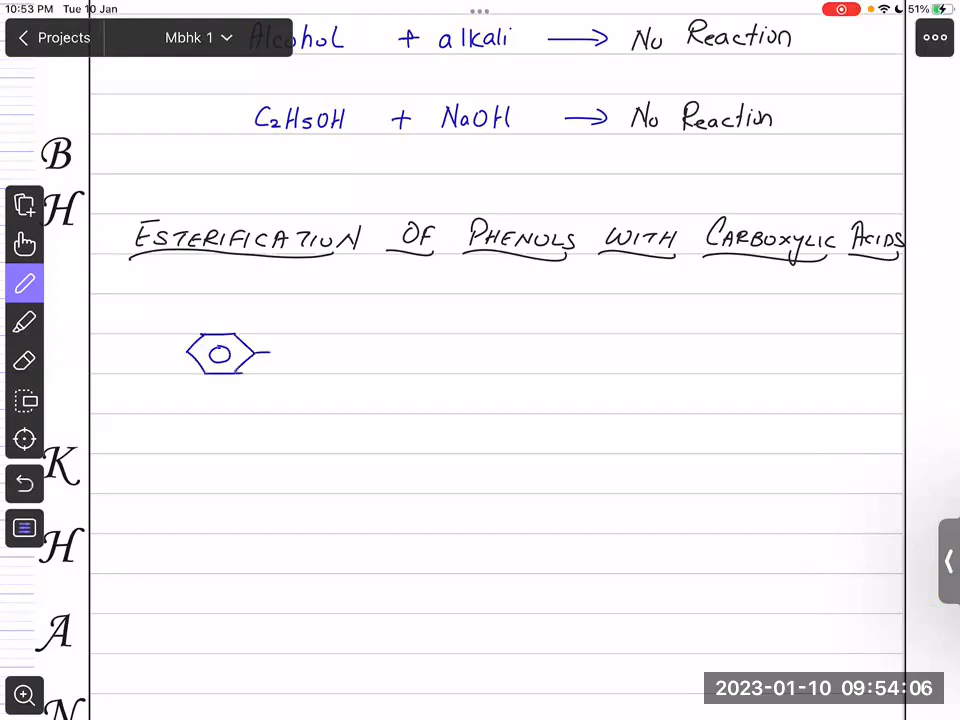 10:53 PM Tue 10 Jan 51%
Projects Mbhk 1
Alcohol + alkali → No Reaction
C₂H₅OH + NaOH → No Reaction
B
H
ESTERIFICATION OF PHENOLS WITH CARBOXYLIC ACIDS
K
H
A
N
2023-01-10 09:54:06